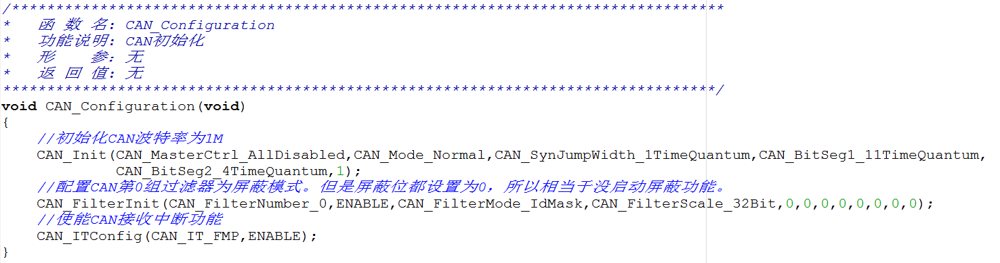 /*********************************************************************************
*   函 数 名: CAN_Configuration
*   功能说明: CAN初始化
*   形    参: 无
*   返 回 值: 无
*********************************************************************************/
void CAN_Configuration(void)
{
    //初始化CAN波特率为1M
    CAN_Init(CAN_MasterCtrl_AllDisabled,CAN_Mode_Normal,CAN_SynJumpWidth_1TimeQuantum,CAN_BitSeg1_11TimeQuantum,
             CAN_BitSeg2_4TimeQuantum,1);
    //配置CAN第0组过滤器为屏蔽模式。但是屏蔽位都设置为0，所以相当于没启动屏蔽功能。
    CAN_FilterInit(CAN_FilterNumber_0,ENABLE,CAN_FilterMode_IdMask,CAN_FilterScale_32Bit,0,0,0,0,0,0,0,0);
    //使能CAN接收中断功能
    CAN_ITConfig(CAN_IT_FMP,ENABLE);
}